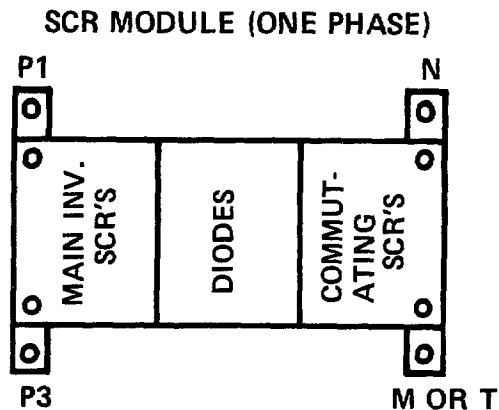 SCR MODULE (ONE PHASE)
P1
N
MAIN INV.
SCR'S
DIODES
COMMUT-
ATING
SCR'S
P3
M OR T